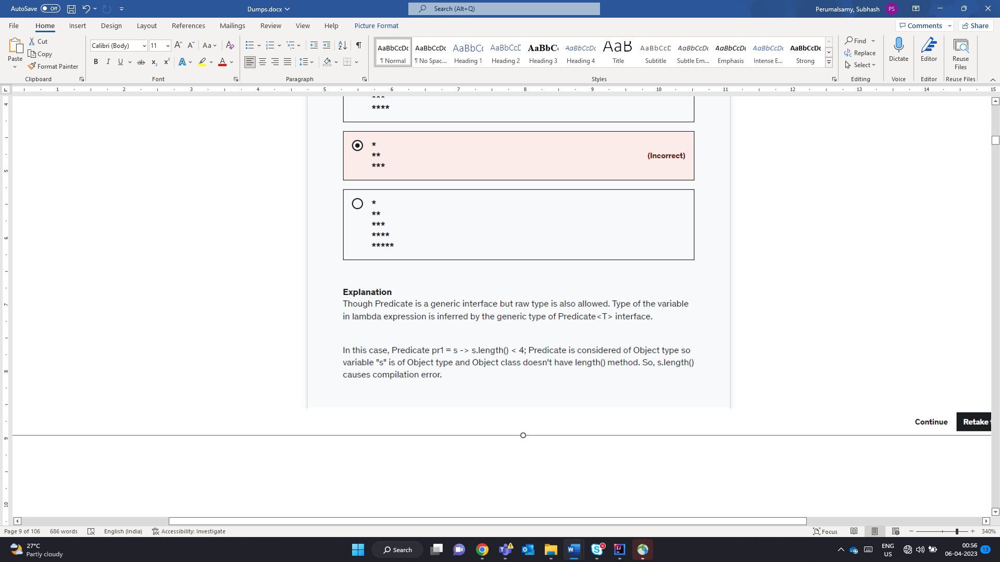 AutoSave Off
Dumps.docx
Search (Alt+Q)
Perumalsamy, Subhash PS
File Home Insert Design Layout References Mailings Review View Help Picture Format
Comments Share
Paste
Cut
Copy
Format Painter
Clipboard
Calibri (Body) 11
Font
Paragraph
AaBbCcDc AaBbCcDc AaBbCc AaBbCcD AaBbCc AaBbCcDc AaB AaBbCcD AaBbCcDc AaBbCcDc AaBbCcDc AaBbCcDc
¶ Normal ¶ No Spac... Heading 1 Heading 2 Heading 3 Heading 4 Title Subtitle Subtle Em... Emphasis Intense E... Strong
Styles
Find
Replace
Select
Editing
Dictate
Voice
Editor
Editor
Reuse Files
Reuse Files
1 2 3 4 5 6 7 8 9 10 11 12 13 14 15
4
5
6
7
8
9
10
***
****
*
**
***
(Incorrect)
*
**
***
****
*****
Explanation
Though Predicate is a generic interface but raw type is also allowed. Type of the variable
in lambda expression is inferred by the generic type of Predicate<T> interface.
In this case, Predicate pr1 = s -> s.length() < 4; Predicate is considered of Object type so
variable "s" is of Object type and Object class doesn't have length() method. So, s.length()
causes compilation error.
Continue
Retake
Page 9 of 106 686 words English (India) Accessibility: Investigate
Focus
340%
27°C
Partly cloudy
Search
ENG
US
00:56
06-04-2023
13